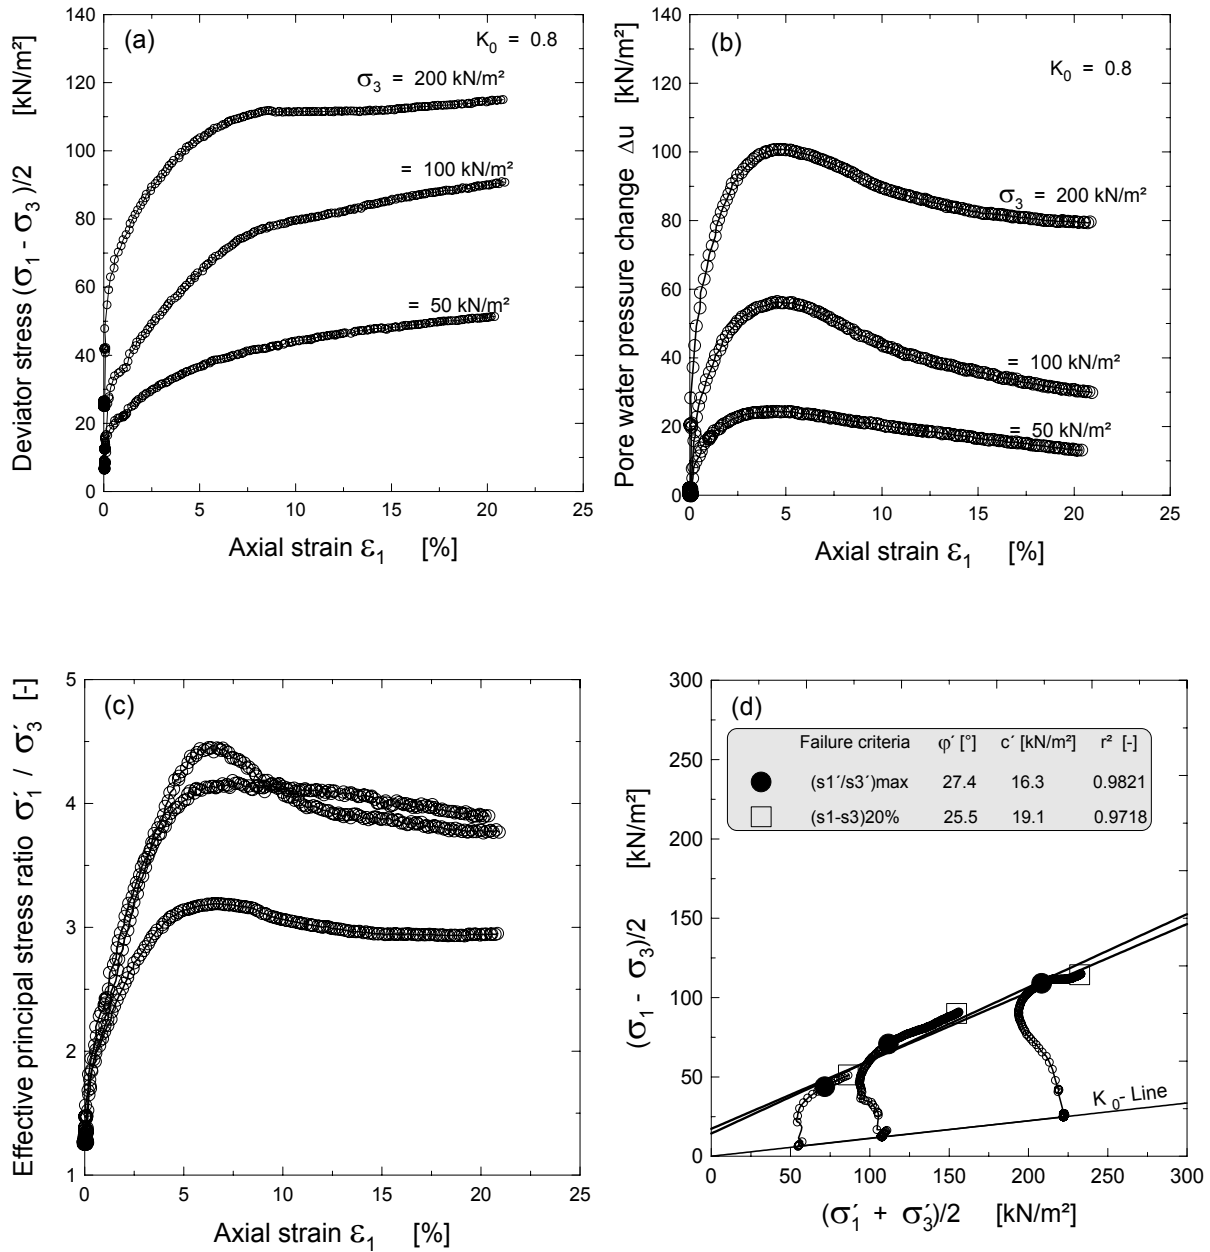 (a)
K₀ = 0.8
σ₃ = 200 kN/m²
= 100 kN/m²
= 50 kN/m²
140
120
100
80
60
40
20
0
0 5 10 15 20 25
Deviator stress (σ₁ - σ₃)/2 [kN/m²]
Axial strain ε₁ [%]
(b)
K₀ = 0.8
σ₃ = 200 kN/m²
= 100 kN/m²
= 50 kN/m²
140
120
100
80
60
40
20
0
0 5 10 15 20 25
Pore water pressure change Δu [kN/m²]
Axial strain ε₁ [%]
(c)
5
4
3
2
1
0 5 10 15 20 25
Effective principal stress ratio σ₁´ / σ₃´ [-]
Axial strain ε₁ [%]
(d)
Failure criteria φ´ [°] c´ [kN/m²] r² [-]
(s1´/s3´)max 27.4 16.3 0.9821
(s1-s3)20% 25.5 19.1 0.9718
K₀- Line
300
250
200
150
100
50
0
0 50 100 150 200 250 300
(σ₁ - σ₃)/2 [kN/m²]
(σ₁´ + σ₃´)/2 [kN/m²]